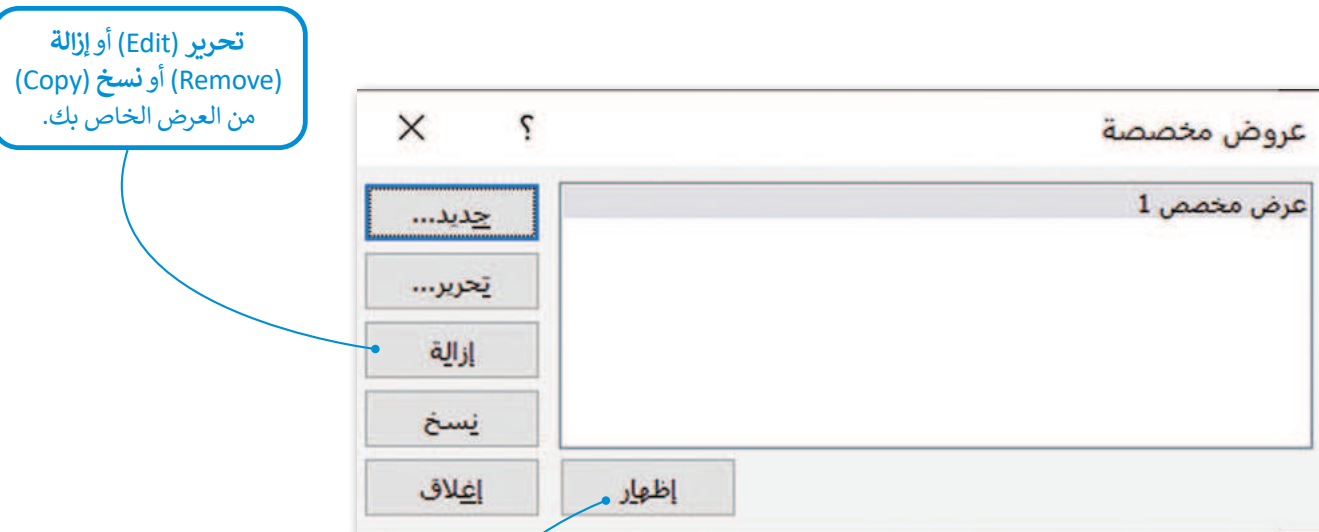 تحرير (Edit) أو إزالة
(Remove) أو نسخ (Copy)
من العرض الخاص بك.
عروض مخصصة
؟
عرض مخصص 1
جديد...
تحرير...
إزالة
نسخ
إظهار
إغلاق